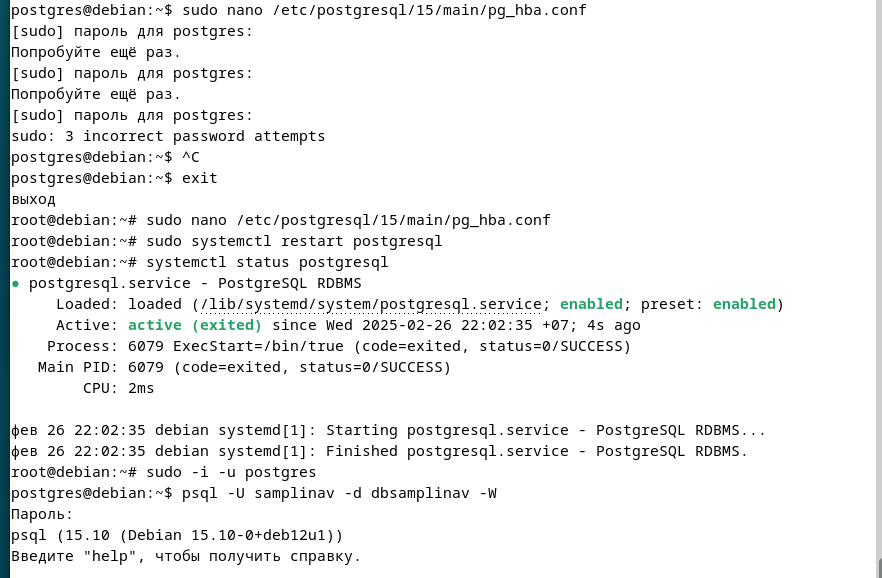 postgres@debian:~$ sudo nano /etc/postgresql/15/main/pg_hba.conf
[sudo] пароль для postgres:
Попробуйте ещё раз.
[sudo] пароль для postgres:
Попробуйте ещё раз.
[sudo] пароль для postgres:
sudo: 3 incorrect password attempts
postgres@debian:~$ ^C
postgres@debian:~$ exit
выход
root@debian:~# sudo nano /etc/postgresql/15/main/pg_hba.conf
root@debian:~# sudo systemctl restart postgresql
root@debian:~# systemctl status postgresql
● postgresql.service - PostgreSQL RDBMS
     Loaded: loaded (/lib/systemd/system/postgresql.service; enabled; preset: enabled)
     Active: active (exited) since Wed 2025-02-26 22:02:35 +07; 4s ago
    Process: 6079 ExecStart=/bin/true (code=exited, status=0/SUCCESS)
   Main PID: 6079 (code=exited, status=0/SUCCESS)
        CPU: 2ms

фев 26 22:02:35 debian systemd[1]: Starting postgresql.service - PostgreSQL RDBMS...
фев 26 22:02:35 debian systemd[1]: Finished postgresql.service - PostgreSQL RDBMS.
root@debian:~# sudo -i -u postgres
postgres@debian:~$ psql -U samplinav -d dbsamplinav -W
Пароль:
psql (15.10 (Debian 15.10-0+deb12u1))
Введите "help", чтобы получить справку.